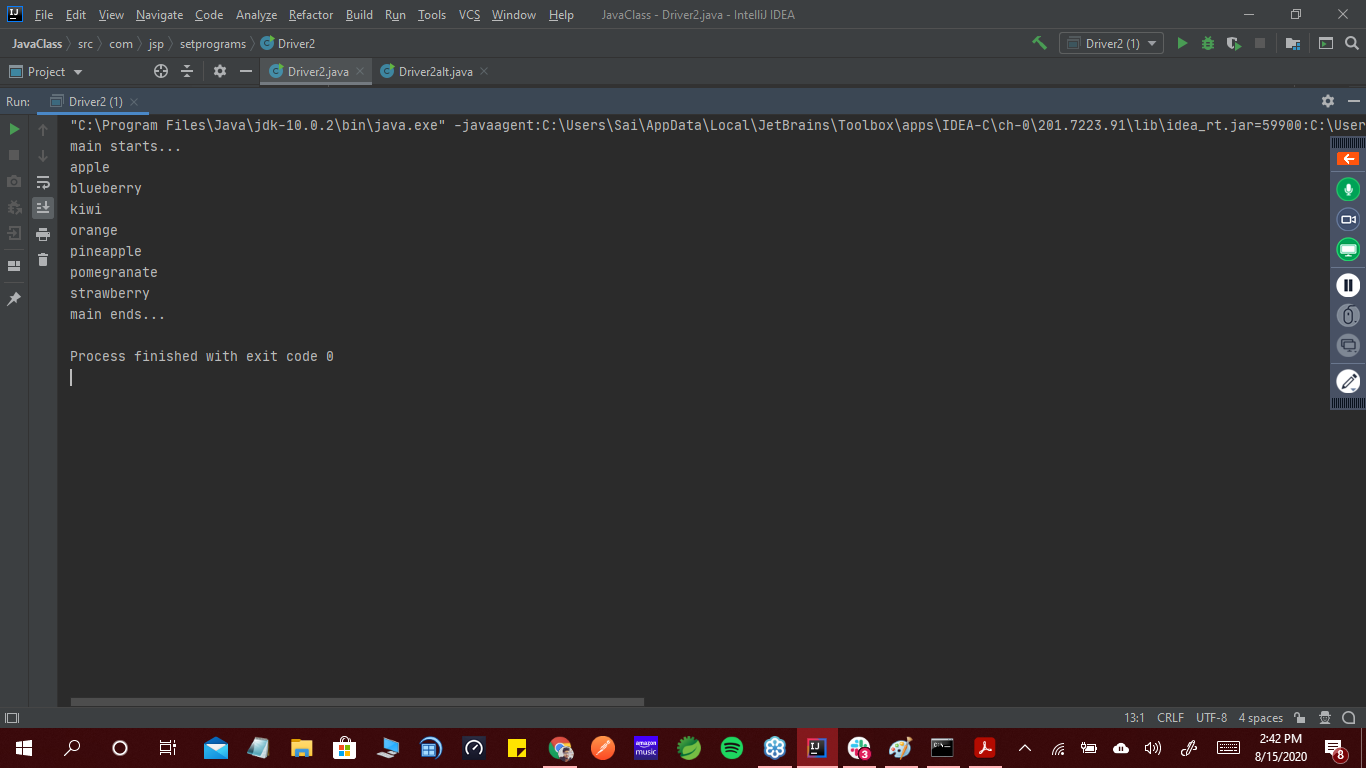 IJ File Edit View Navigate Code Analyze Refactor Build Run Tools VCS Window Help JavaClass - Driver2.java - IntelliJ IDEA
JavaClass src com jsp setprograms C Driver2 Driver2 (1)
Project C Driver2.java C Driver2alt.java
Run: Driver2 (1)
"C:\Program Files\Java\jdk-10.0.2\bin\java.exe" -javaagent:C:\Users\Sai\AppData\Local\JetBrains\Toolbox\apps\IDEA-C\ch-0\201.7223.91\lib\idea_rt.jar=59900:C:\User
main starts...
apple
blueberry
kiwi
orange
pineapple
pomegranate
strawberry
main ends...
Process finished with exit code 0
13:1 CRLF UTF-8 4 spaces
amazon music IJ 3 2:42 PM
8/15/2020 8